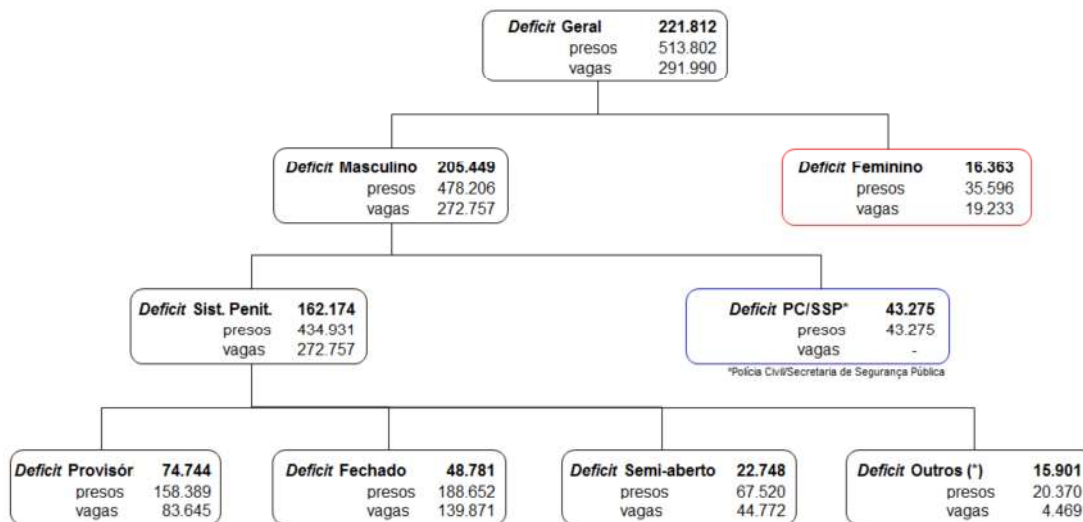 Deficit Geral 221.812
presos 513.802
vagas 291.990
Deficit Masculino 205.449
presos 478.206
vagas 272.757
Deficit Feminino 16.363
presos 35.596
vagas 19.233
Deficit Sist. Penit. 162.174
presos 434.931
vagas 272.757
Deficit PC/SSP* 43.275
presos 43.275
vagas -
*Polícia Civil/Secretaria de Segurança Pública
Deficit Provisór 74.744
presos 158.389
vagas 83.645
Deficit Fechado 48.781
presos 188.652
vagas 139.871
Deficit Semi-aberto 22.748
presos 67.520
vagas 44.772
Deficit Outros (*) 15.901
presos 20.370
vagas 4.469